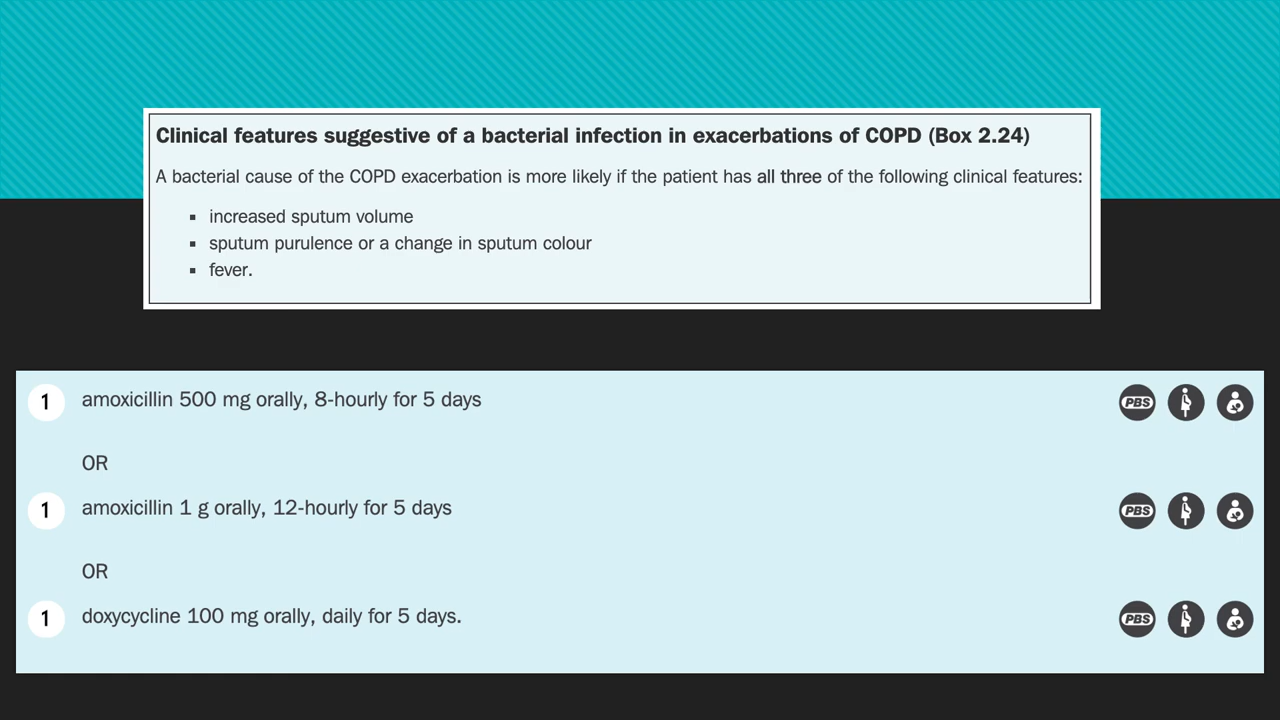 Clinical features suggestive of a bacterial infection in exacerbations of COPD (Box 2.24)
A bacterial cause of the COPD exacerbation is more likely if the patient has all three of the following clinical features:
▪ increased sputum volume
▪ sputum purulence or a change in sputum colour
▪ fever.
1 amoxicillin 500 mg orally, 8-hourly for 5 days PBS
OR
1 amoxicillin 1 g orally, 12-hourly for 5 days PBS
OR
1 doxycycline 100 mg orally, daily for 5 days. PBS